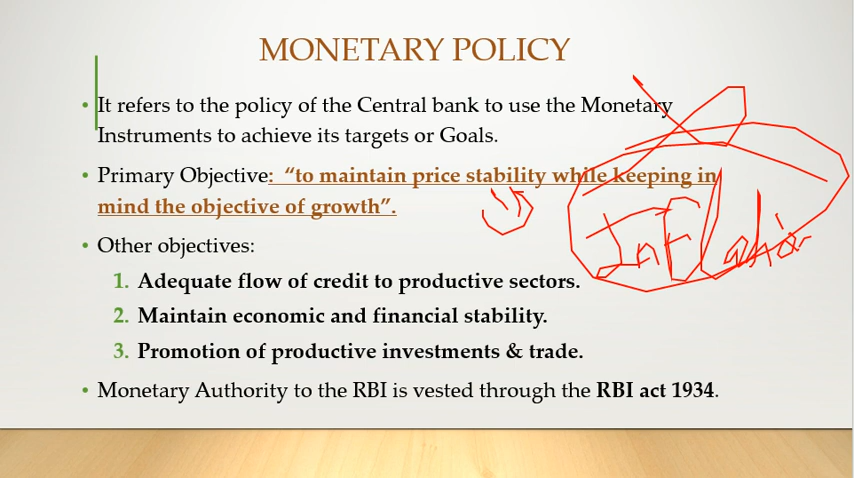 MONETARY POLICY
• It refers to the policy of the Central bank to use the Monetary
Instruments to achieve its targets or Goals.
• Primary Objective: “to maintain price stability while keeping in
mind the objective of growth”.
Inflation
• Other objectives:
1. Adequate flow of credit to productive sectors.
2. Maintain economic and financial stability.
3. Promotion of productive investments & trade.
• Monetary Authority to the RBI is vested through the RBI act 1934.